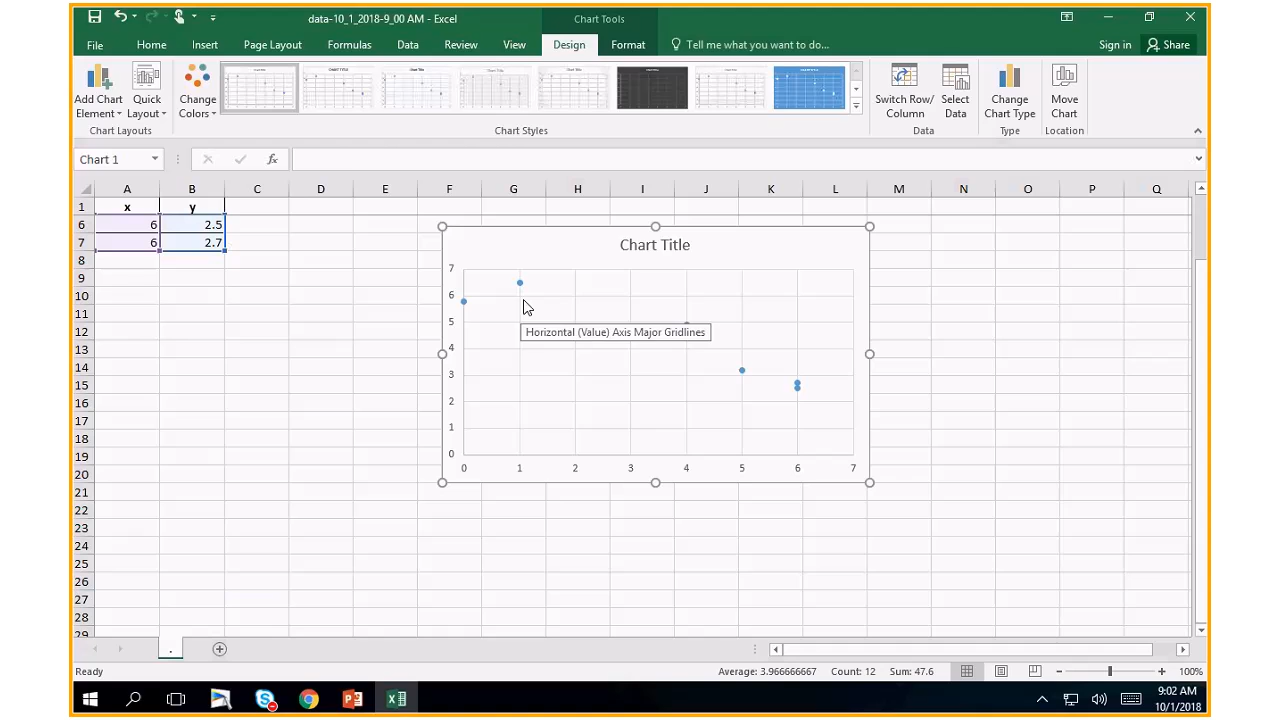 data-10_1_2018-9_00 AM - Excel
Chart Tools
File Home Insert Page Layout Formulas Data Review View Design Format Tell me what you want to do... Sign in Share
Add Chart Element
Quick Layout
Change Colors
Switch Row/ Column
Select Data
Change Chart Type
Move Chart
Chart Layouts
Chart Styles
Data
Type
Location
Chart 1
fx
A B C D E F G H I J K L M N O P Q
1 x y
6 6 2.5
7 6 2.7
8
9
10
11
12
13
14
15
16
17
18
19
20
21
22
23
24
25
26
27
28
29
Chart Title
7
6
5
4
3
2
1
0
0 1 2 3 4 5 6 7
Horizontal (Value) Axis Major Gridlines
.
Ready
Average: 3.966666667 Count: 12 Sum: 47.6
100%
9:02 AM
10/1/2018